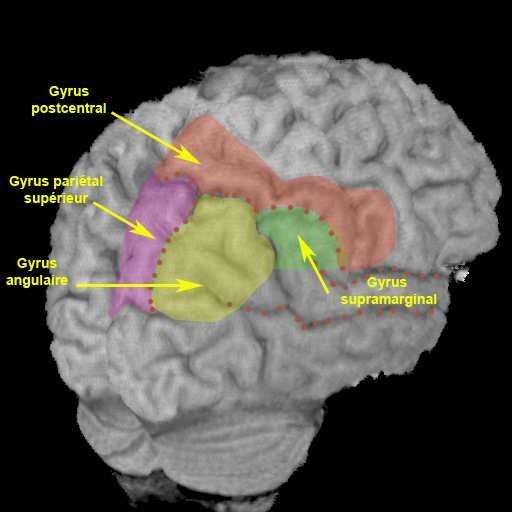 Gyrus
postcentral
Gyrus pariétal
supérieur
Gyrus
angulaire
Gyrus
supramarginal